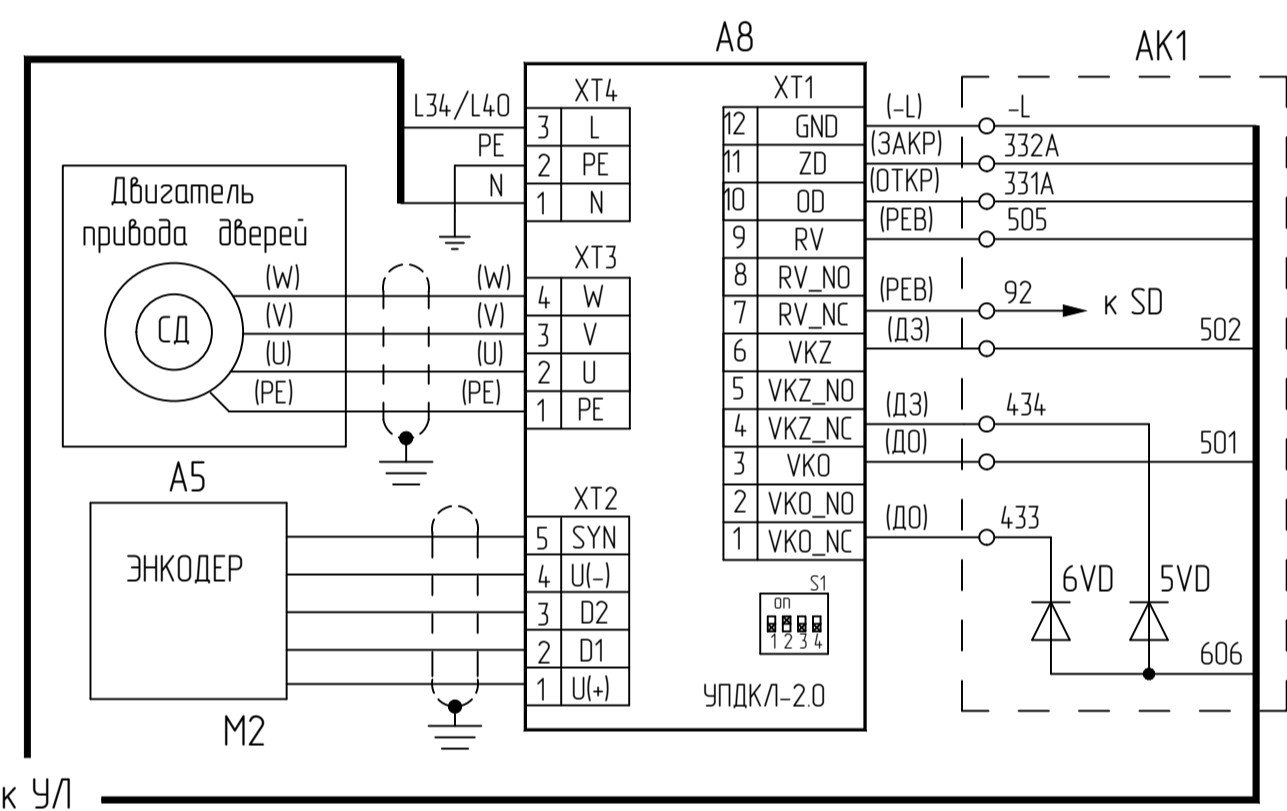 A8
AK1
XT4
L34/L40
3 L
PE
2 PE
N
1 N
XT1
12 GND
(-L)
-L
11 ZD
(ЗАКР)
332A
10 OD
(ОТКР)
331A
9 RV
(РЕВ)
505
8 RV_NO
7 RV_NC
(РЕВ)
92
к SD
6 VKZ
(ДЗ)
502
5 VKZ_NO
4 VKZ_NC
(ДЗ)
434
3 VKO
(ДО)
501
2 VKO_NO
1 VKO_NC
(ДО)
433
Двигатель
привода дверей
СД
XT3
(W) (W) 4 W
(V) (V) 3 V
(U) (U) 2 U
(PE) (PE) 1 PE
A5
XT2
ЭНКОДЕР
5 SYN
4 U(-)
3 D2
2 D1
1 U(+)
M2
S1
on
1 2 3 4
УПДКЛ-2.0
6VD
5VD
606
к УЛ